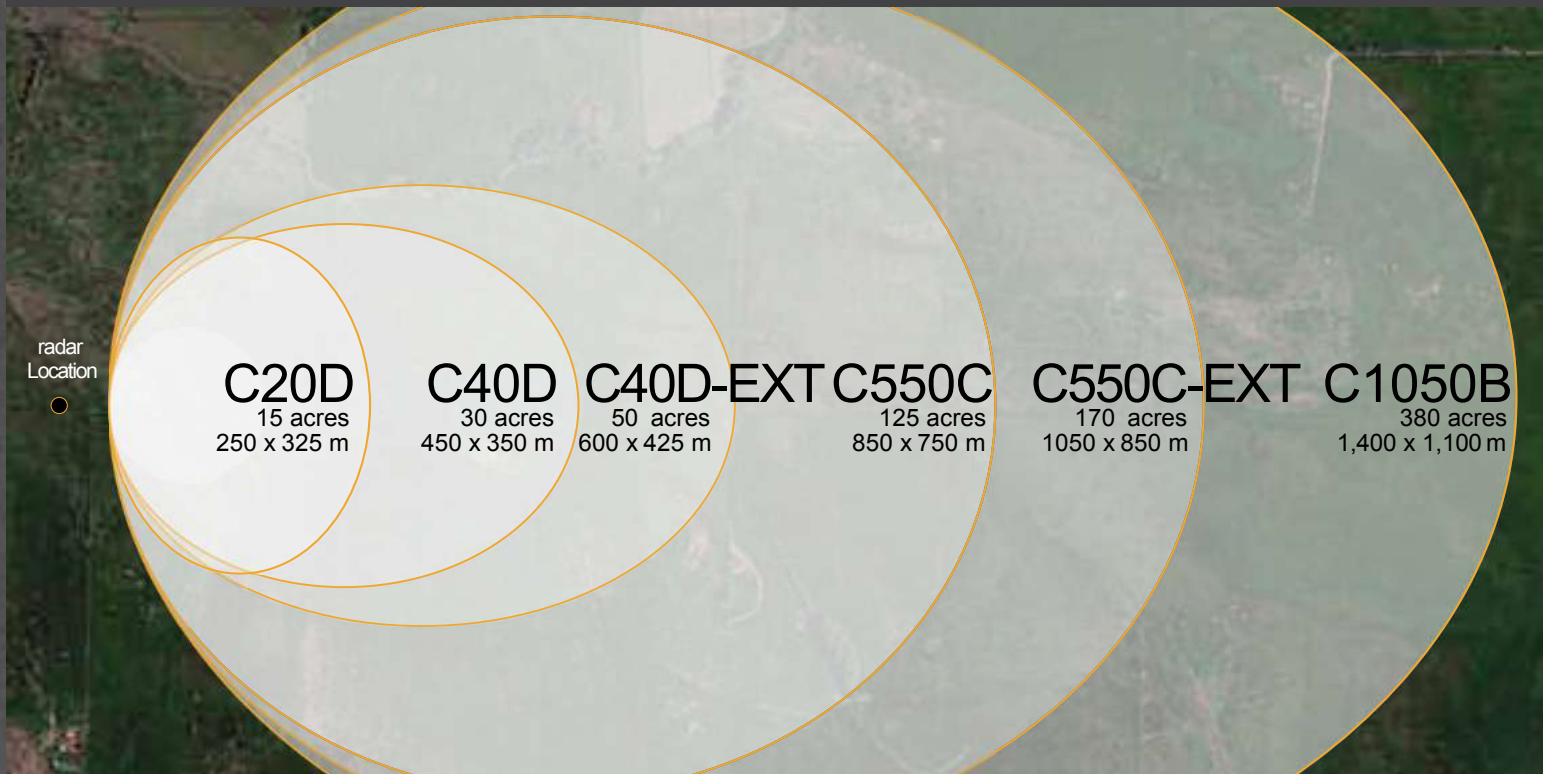 radar
Location
C20D
15 acres
250 x 325 m
C40D
30 acres
450 x 350 m
C40D-EXT
50 acres
600 x 425 m
C550C
125 acres
850 x 750 m
C550C-EXT
170 acres
1050 x 850 m
C1050B
380 acres
1,400 x 1,100 m